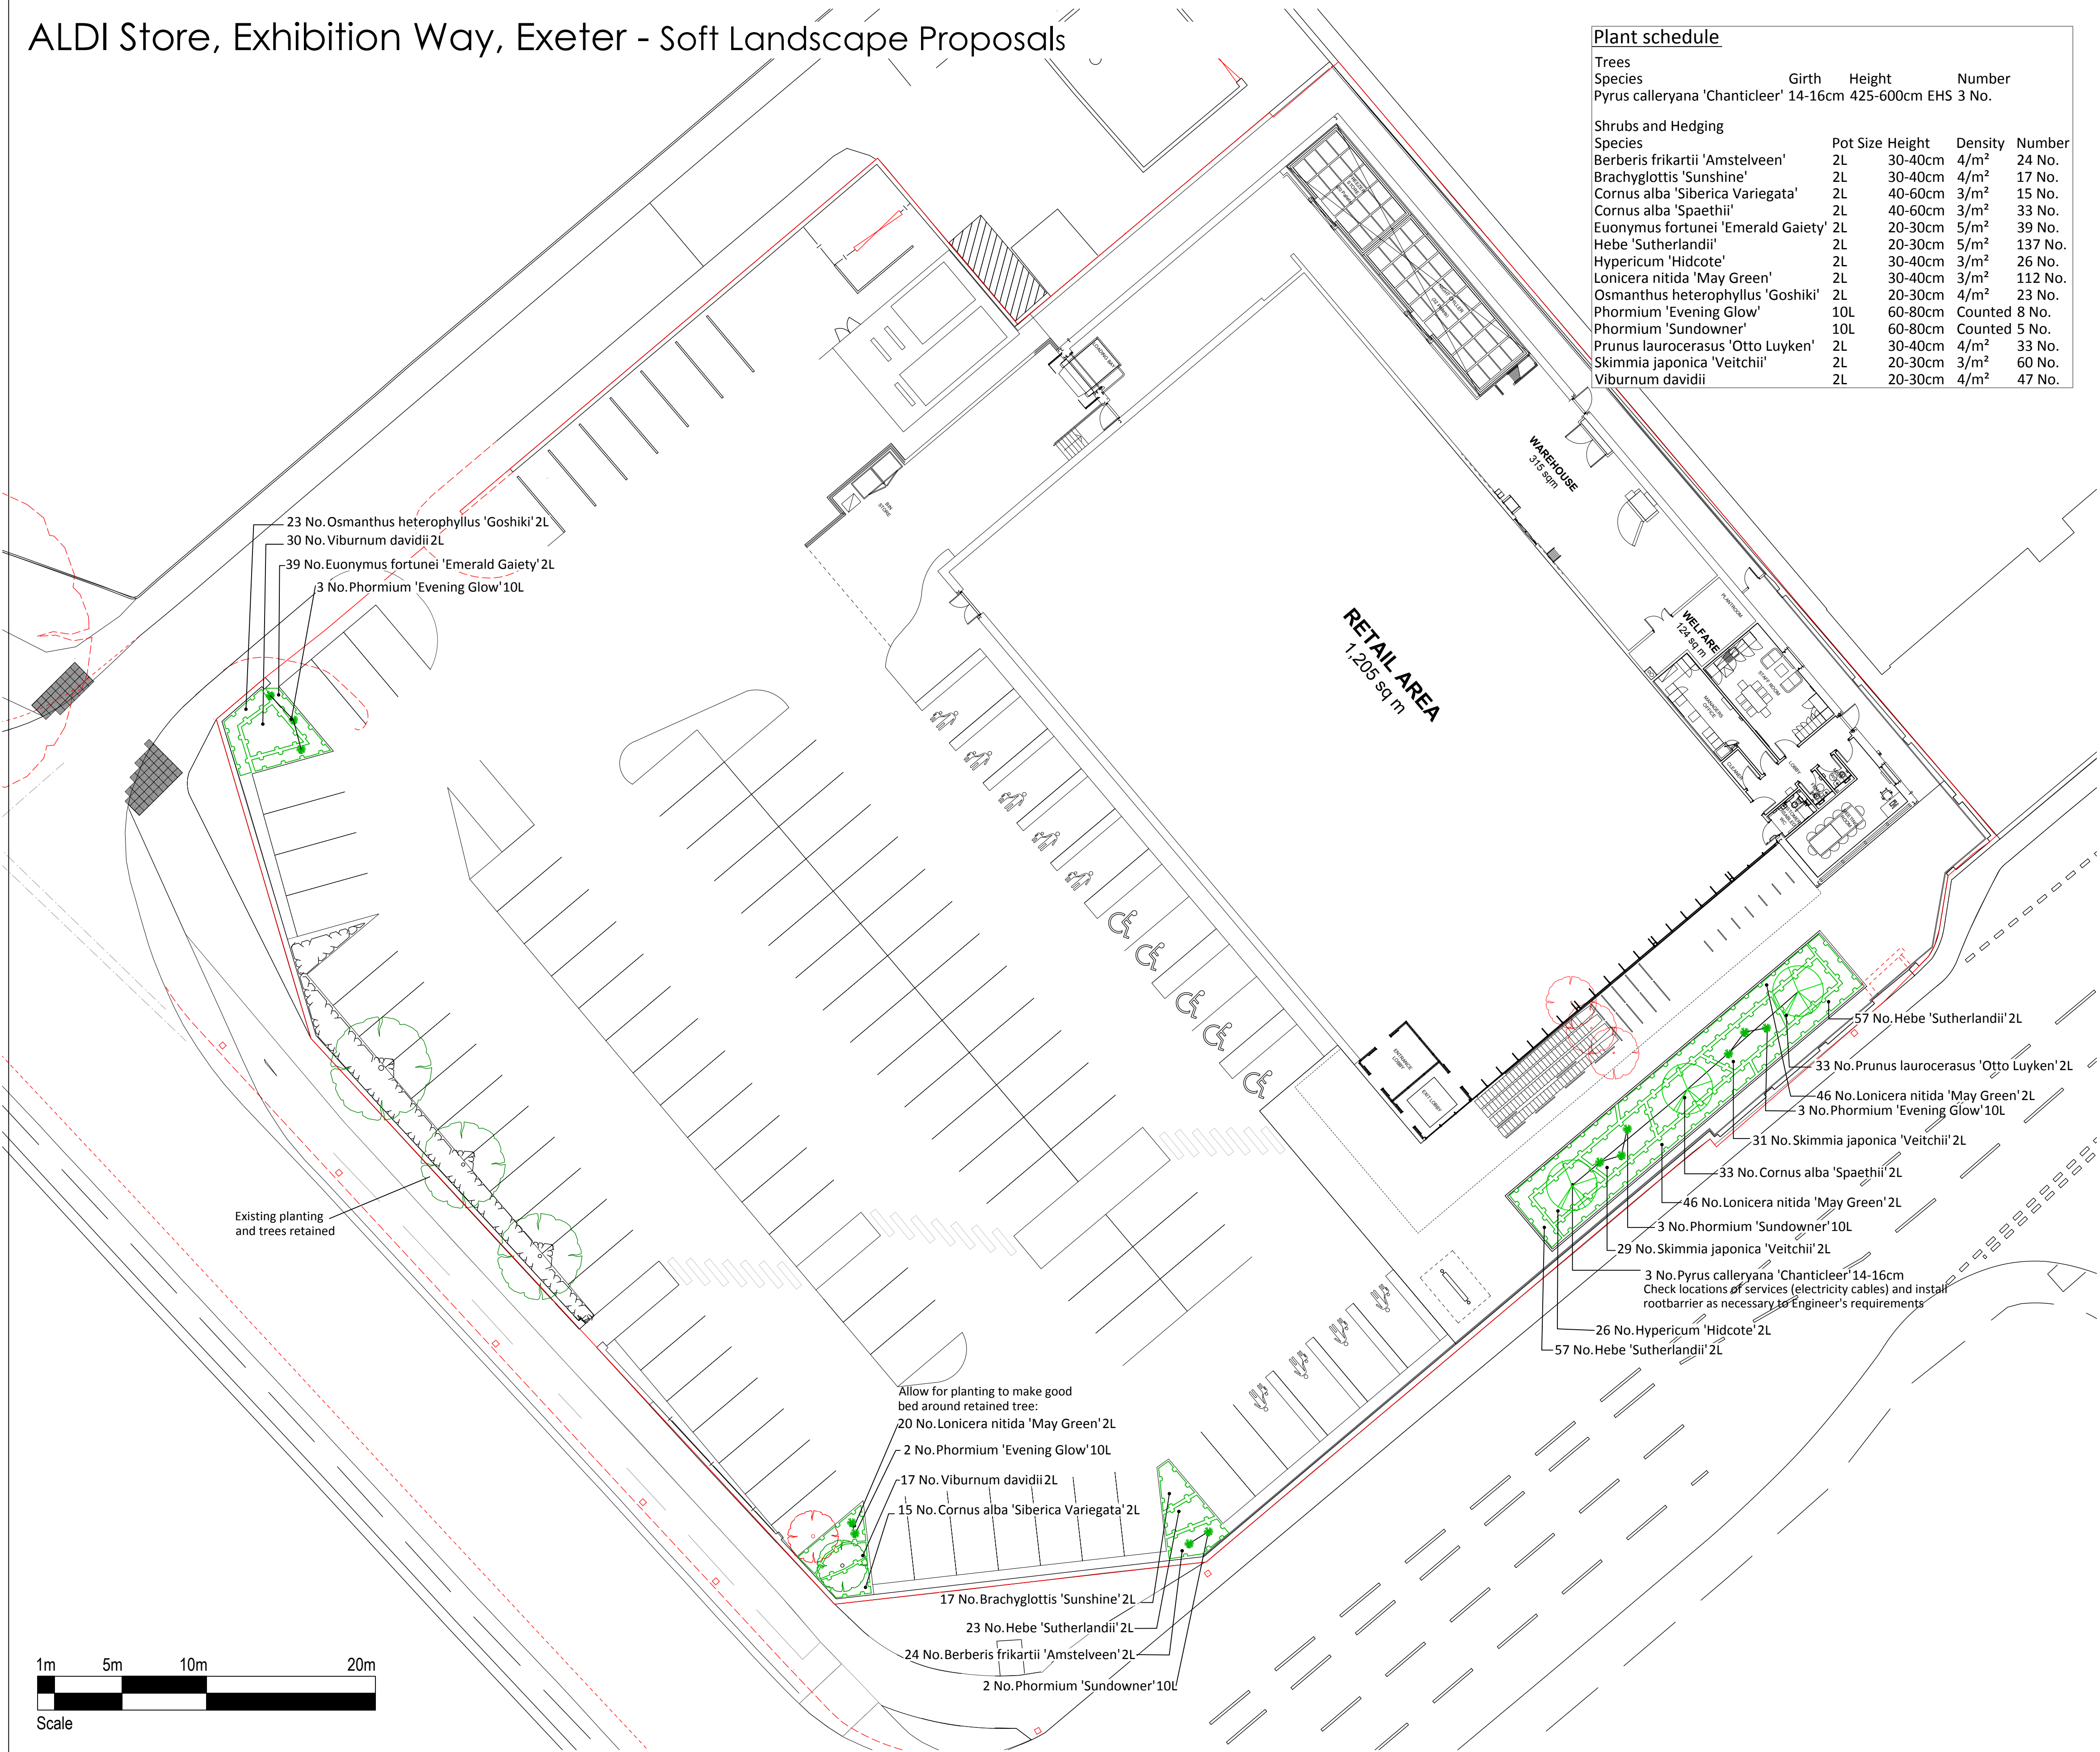 ALDI Store, Exhibition Way, Exeter - Soft Landscape Proposals
Plant schedule
Trees
Species Girth Height Number
Pyrus calleryana 'Chanticleer' 14-16cm 425-600cm EHS 3 No.
Shrubs and Hedging
Species Pot Size Height Density Number
Berberis frikartii 'Amstelveen' 2L 30-40cm 4/m² 24 No.
Brachyglottis 'Sunshine' 2L 30-40cm 4/m² 17 No.
Cornus alba 'Siberica Variegata' 2L 40-60cm 3/m² 15 No.
Cornus alba 'Spaethii' 2L 40-60cm 3/m² 33 No.
Euonymus fortunei 'Emerald Gaiety' 2L 20-30cm 5/m² 39 No.
Hebe 'Sutherlandii' 2L 20-30cm 5/m² 137 No.
Hypericum 'Hidcote' 2L 30-40cm 3/m² 26 No.
Lonicera nitida 'May Green' 2L 30-40cm 3/m² 112 No.
Osmanthus heterophyllus 'Goshiki' 2L 20-30cm 4/m² 23 No.
Phormium 'Evening Glow' 10L 60-80cm Counted 8 No.
Phormium 'Sundowner' 10L 60-80cm Counted 5 No.
Prunus laurocerasus 'Otto Luyken' 2L 30-40cm 4/m² 33 No.
Skimmia japonica 'Veitchii' 2L 20-30cm 3/m² 60 No.
Viburnum davidii 2L 20-30cm 4/m² 47 No.
LOADING BAY
BIN
STORE
WAREHOUSE
315 sqm
23 No. Osmanthus heterophyllus 'Goshiki' 2L
30 No. Viburnum davidii 2L
39 No. Euonymus fortunei 'Emerald Gaiety' 2L
3 No. Phormium 'Evening Glow' 10L
PLANTROOM
WELFARE
124 sq m
STAFF ROOM
MANAGERS
OFFICE
CLEANER
LOBBY
RETAIL AREA
1,205 sq m
ENTRANCE
LOBBY
EXIT LOBBY
57 No. Hebe 'Sutherlandii' 2L
33 No. Prunus laurocerasus 'Otto Luyken' 2L
46 No. Lonicera nitida 'May Green' 2L
3 No. Phormium 'Evening Glow' 10L
31 No. Skimmia japonica 'Veitchii' 2L
33 No. Cornus alba 'Spaethii' 2L
46 No. Lonicera nitida 'May Green' 2L
3 No. Phormium 'Sundowner' 10L
29 No. Skimmia japonica 'Veitchii' 2L
3 No. Pyrus calleryana 'Chanticleer' 14-16cm
Check locations of services (electricity cables) and install
rootbarrier as necessary to Engineer's requirements
26 No. Hypericum 'Hidcote' 2L
57 No. Hebe 'Sutherlandii' 2L
Existing planting
and trees retained
Allow for planting to make good
bed around retained tree:
20 No. Lonicera nitida 'May Green' 2L
2 No. Phormium 'Evening Glow' 10L
17 No. Viburnum davidii 2L
15 No. Cornus alba 'Siberica Variegata' 2L
17 No. Brachyglottis 'Sunshine' 2L
23 No. Hebe 'Sutherlandii' 2L
24 No. Berberis frikartii 'Amstelveen' 2L
2 No. Phormium 'Sundowner' 10L
1m 5m 10m 20m
Scale